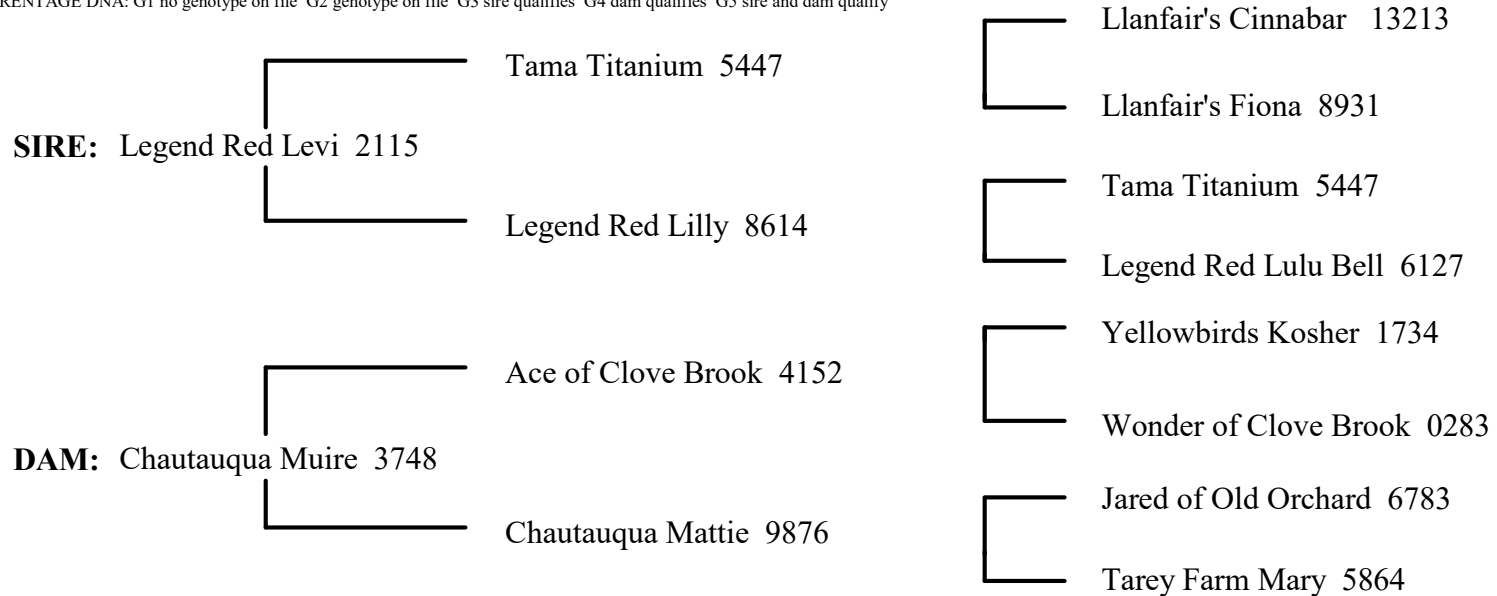 RENTAGE DNA: G1 no genotype on file G2 genotype on file G3 sire qualifies G4 dam qualifies G5 sire and dam qualify
Llanfair's Cinnabar 13213
Tama Titanium 5447
Llanfair's Fiona 8931
SIRE: Legend Red Levi 2115
Tama Titanium 5447
Legend Red Lilly 8614
Legend Red Lulu Bell 6127
Yellowbirds Kosher 1734
Ace of Clove Brook 4152
Wonder of Clove Brook 0283
DAM: Chautauqua Muire 3748
Jared of Old Orchard 6783
Chautauqua Mattie 9876
Tarey Farm Mary 5864